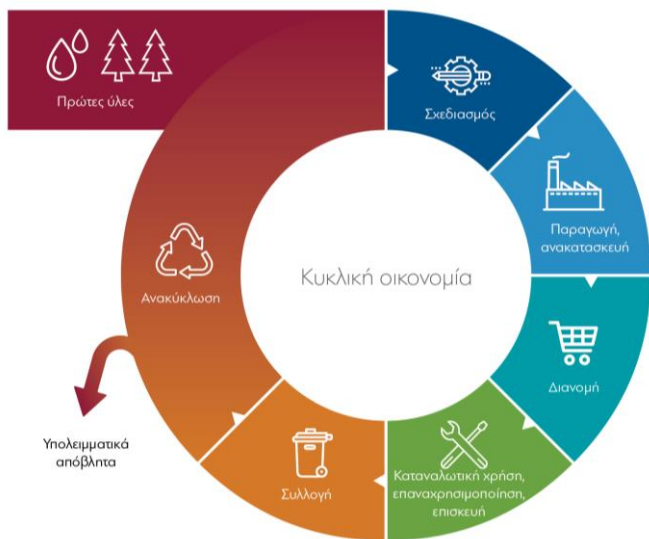 Πρώτες ύλες
Σχεδιασμός
Παραγωγή,
ανακατασκευή
Διανομή
Καταναλωτική χρήση,
επαναχρησιμοποίηση,
επισκευή
Συλλογή
Ανακύκλωση
Υπολειμματικά
απόβλητα
Κυκλική οικονομία